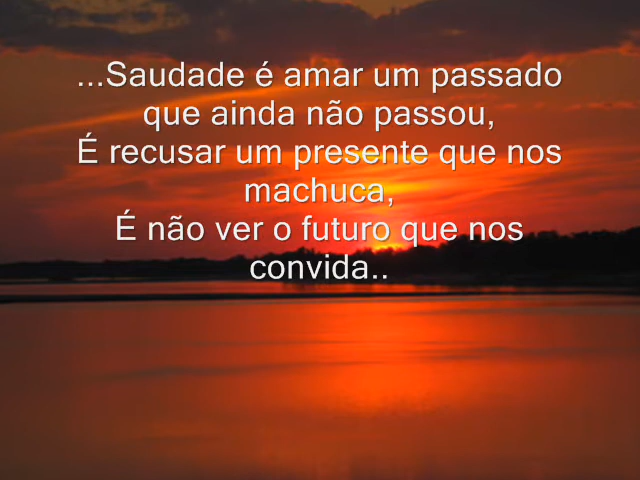 ...Saudade é amar um passado
que ainda não passou,
É recusar um presente que nos
machuca,
É não ver o futuro que nos
convida..